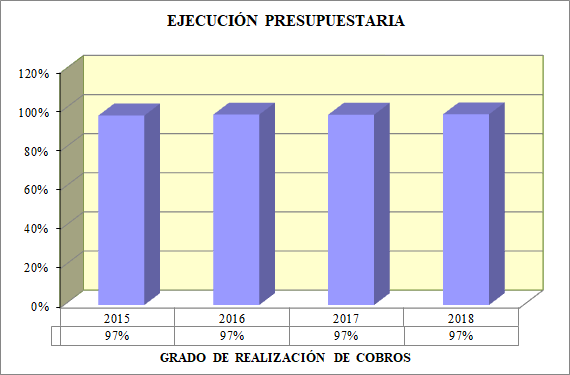 EJECUCIÓN PRESUPUESTARIA
120%
100%
80%
60%
40%
20%
0%
2015 2016 2017 2018
97% 97% 97% 97%
GRADO DE REALIZACIÓN DE COBROS